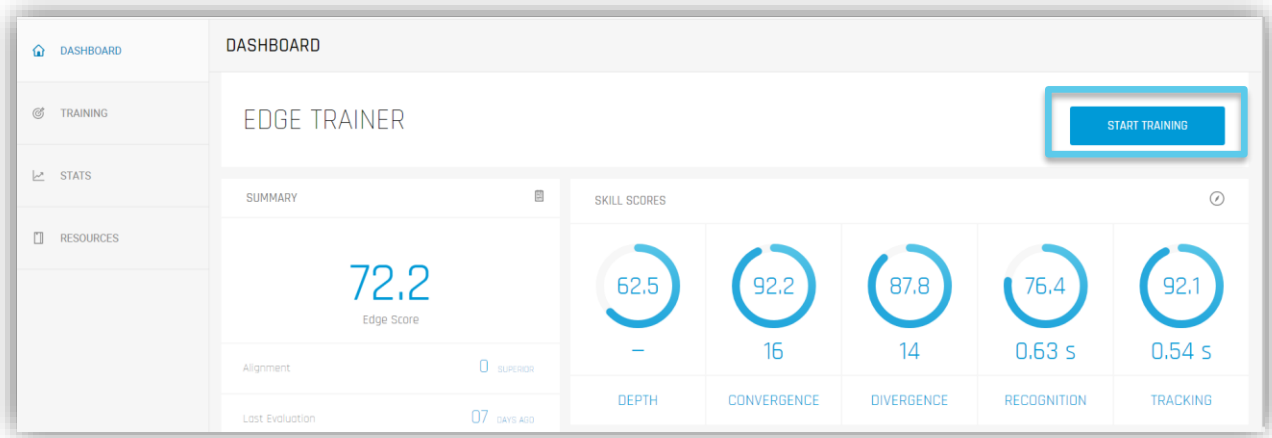 DASHBOARD
TRAINING
STATS
RESOURCES
DASHBOARD
EDGE TRAINER
START TRAINING
SUMMARY
72.2
Edge Score
Alignment 0 SUPERIOR
Last Evaluation 07 DAYS AGO
SKILL SCORES
62.5 92.2 87.8 76.4 92.1
– 16 14 0.63 s 0.54 s
DEPTH CONVERGENCE DIVERGENCE RECOGNITION TRACKING